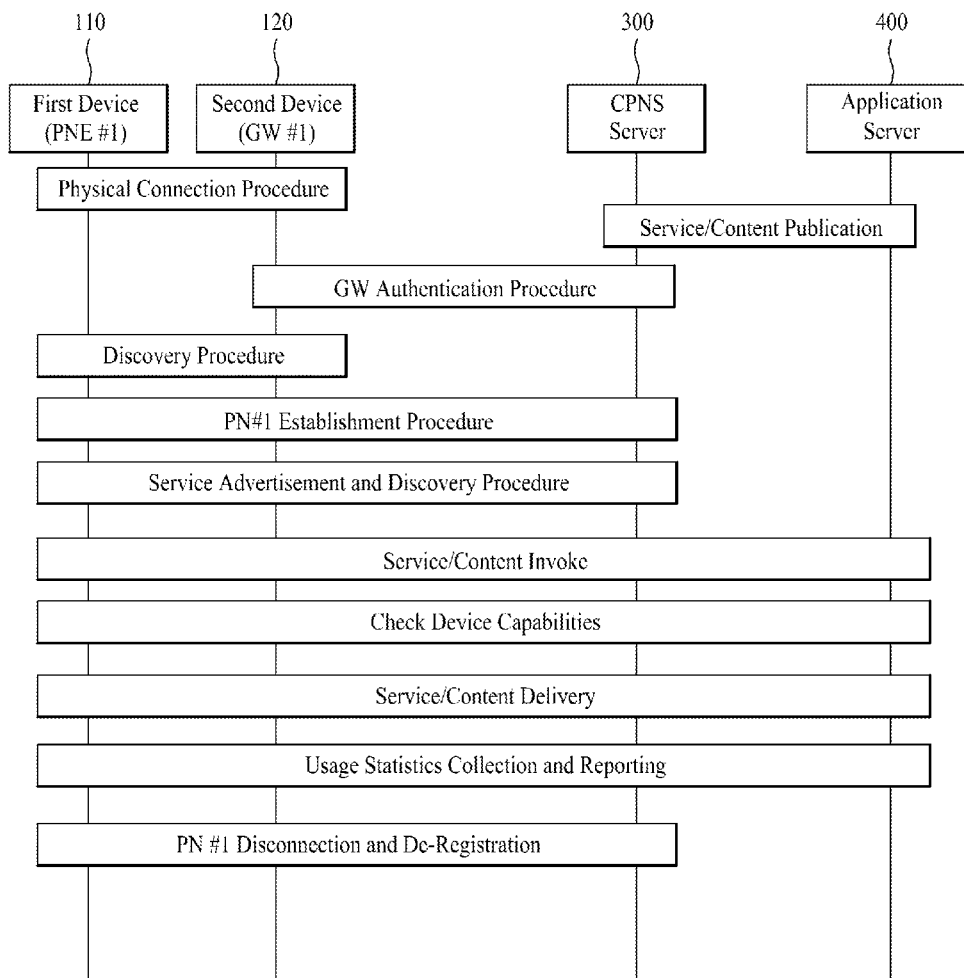 110
120
300
400
First Device
(PNE #1)
Second Device
(GW #1)
CPNS
Server
Application
Server
Physical Connection Procedure
Service/Content Publication
GW Authentication Procedure
Discovery Procedure
PN#1 Establishment Procedure
Service Advertisement and Discovery Procedure
Service/Content Invoke
Check Device Capabilities
Service/Content Delivery
Usage Statistics Collection and Reporting
PN #1 Disconnection and De-Registration